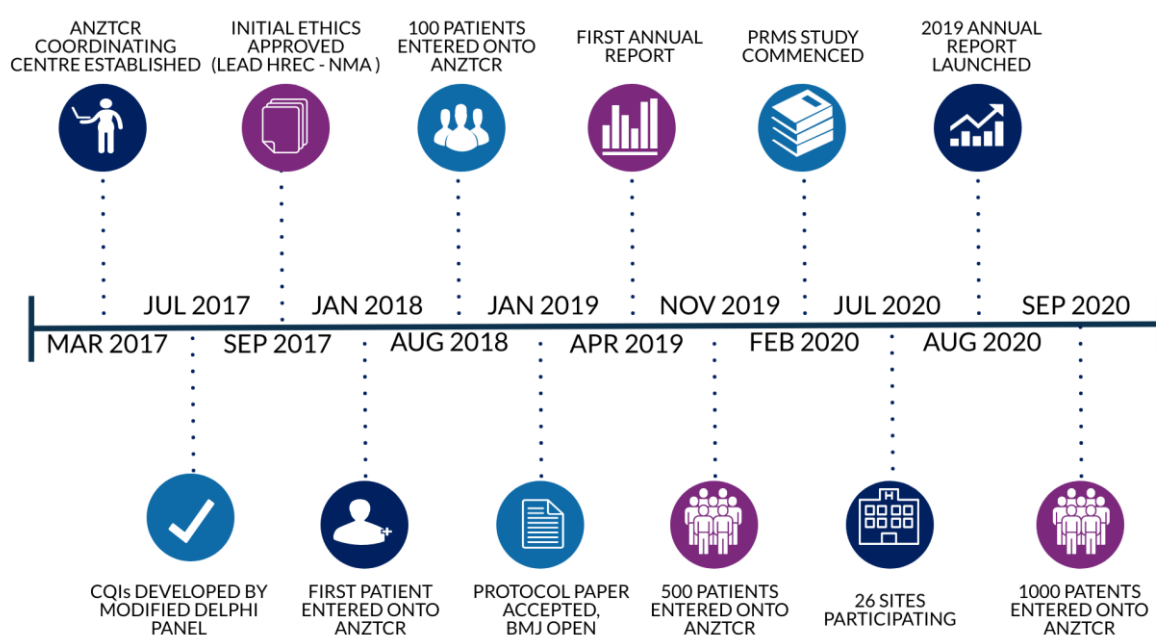 ANZTCR
COORDINATING
CENTRE ESTABLISHED
INITIAL ETHICS
APPROVED
(LEAD HREC - NMA )
100 PATIENTS
ENTERED ONTO
ANZTCR
FIRST ANNUAL
REPORT
PRMS STUDY
COMMENCED
2019 ANNUAL
REPORT
LAUNCHED
JUL 2017
JAN 2018
JAN 2019
NOV 2019
JUL 2020
SEP 2020
MAR 2017
SEP 2017
AUG 2018
APR 2019
FEB 2020
AUG 2020
H
CQIs DEVELOPED BY
MODIFIED DELPHI
PANEL
FIRST PATIENT
ENTERED ONTO
ANZTCR
PROTOCOL PAPER
ACCEPTED,
BMJ OPEN
500 PATIENTS
ENTERED ONTO
ANZTCR
26 SITES
PARTICIPATING
1000 PATENTS
ENTERED ONTO
ANZTCR